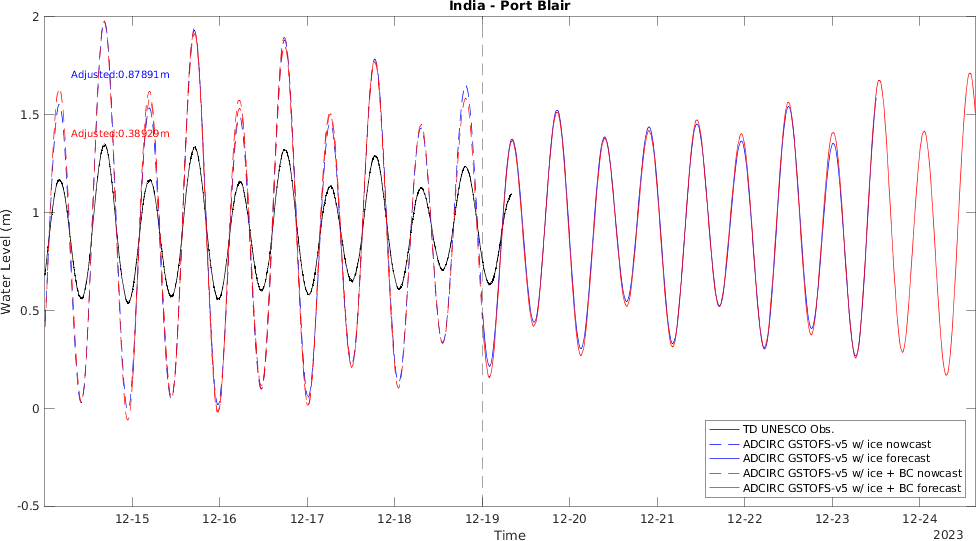 India - Port Blair
2
1.5
1
0.5
0
-0.5
Water Level (m)
Adjusted:0.87891m
Adjusted:0.38929m
TD UNESCO Obs.
ADCIRC GSTOFS-v5 w/ ice nowcast
ADCIRC GSTOFS-v5 w/ ice forecast
ADCIRC GSTOFS-v5 w/ ice + BC nowcast
ADCIRC GSTOFS-v5 w/ ice + BC forecast
12-15 12-16 12-17 12-18 12-19 12-20 12-21 12-22 12-23 12-24
Time
2023